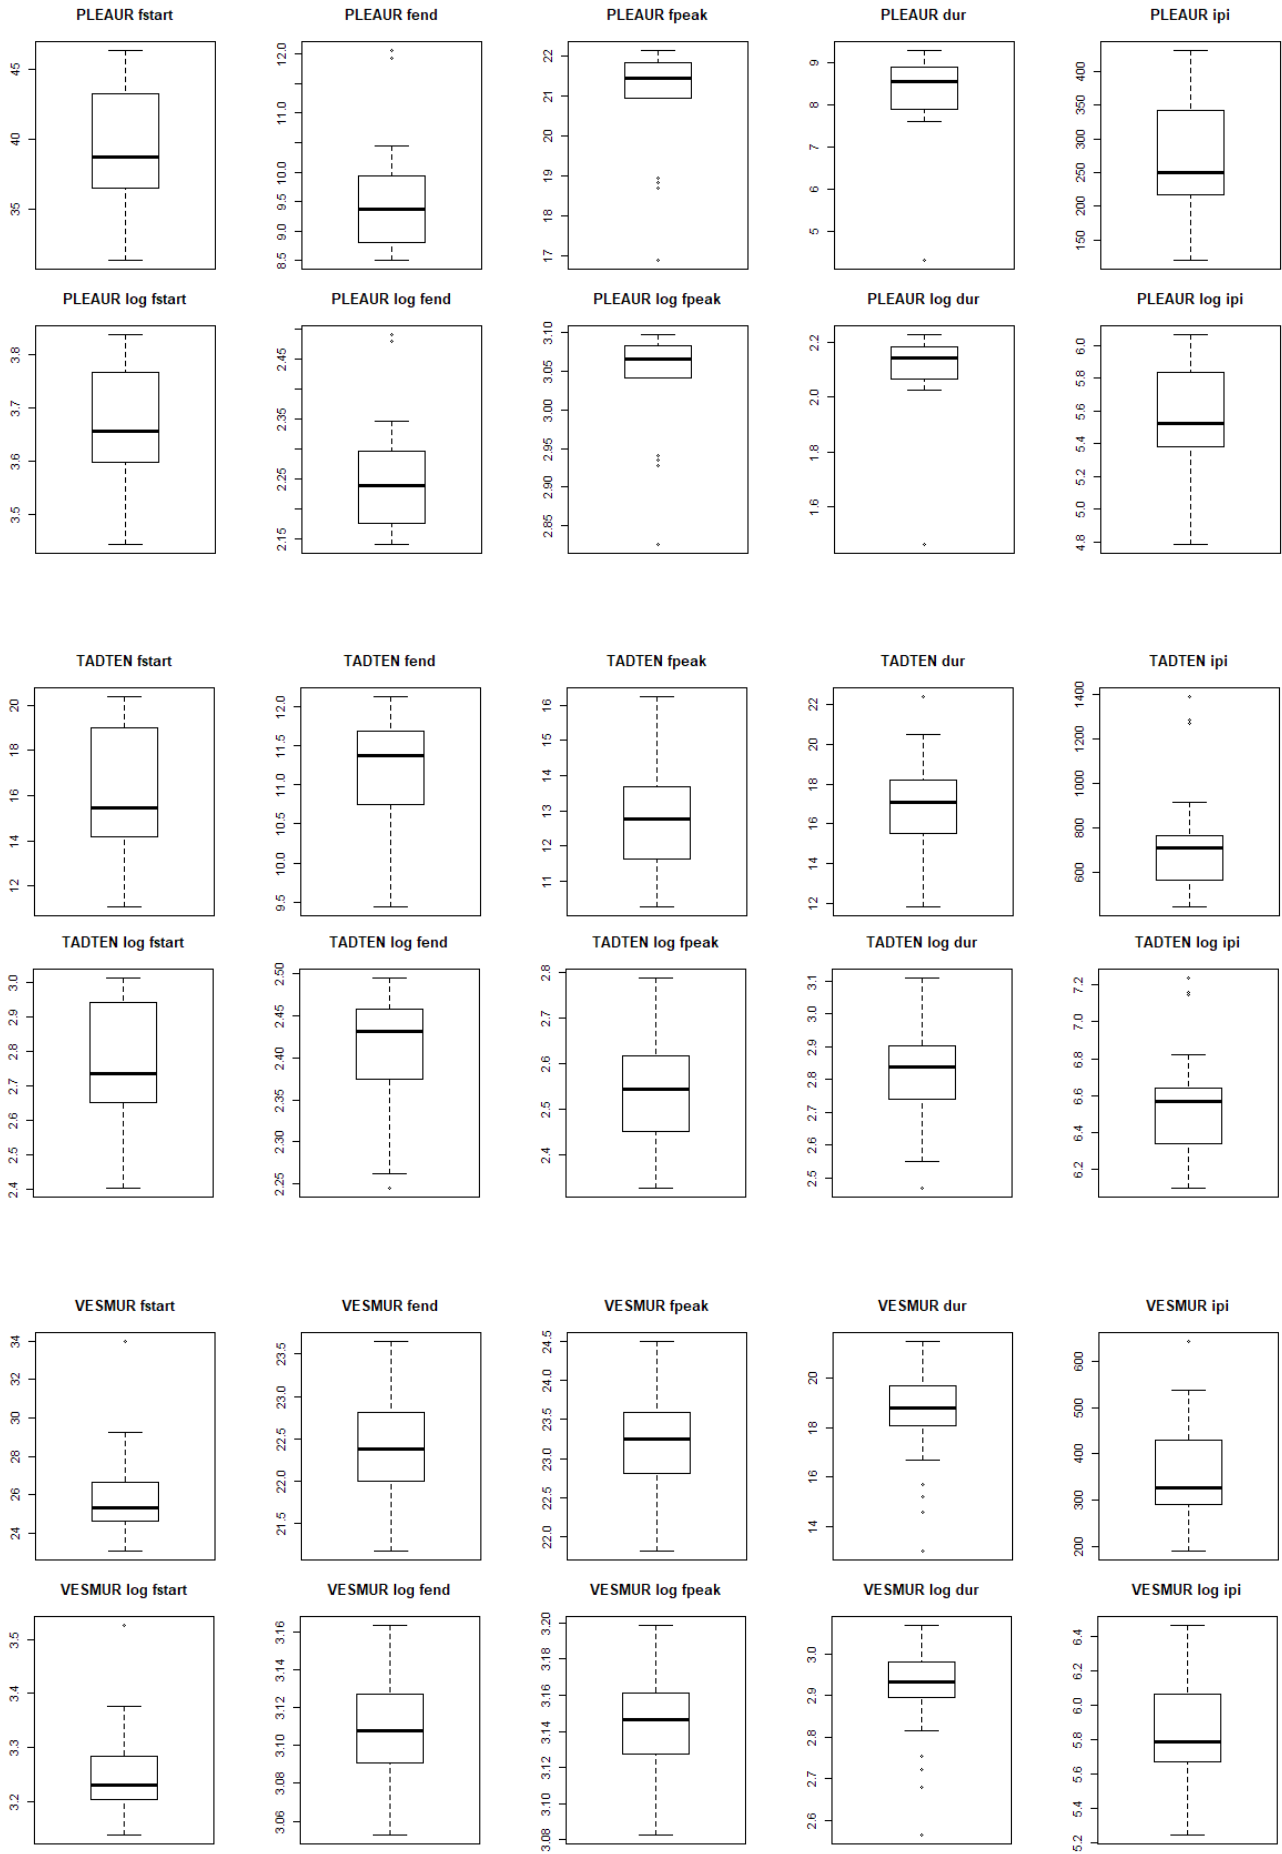 PLEAUR fstart
35 40 45
PLEAUR fend
8.5 9.0 9.5 10.0 11.0 12.0
PLEAUR fpeak
17 18 19 20 21 22
PLEAUR dur
5 6 7 8 9
PLEAUR ipi
150 200 250 300 350 400
PLEAUR log fstart
3.5 3.6 3.7 3.8
PLEAUR log fend
2.15 2.25 2.35 2.45
PLEAUR log fpeak
2.85 2.90 2.95 3.00 3.05 3.10
PLEAUR log dur
1.6 1.8 2.0 2.2
PLEAUR log ipi
4.8 5.0 5.2 5.4 5.6 5.8 6.0
TADTEN fstart
12 14 16 18 20
TADTEN fend
9.5 10.0 10.5 11.0 11.5 12.0
TADTEN fpeak
11 12 13 14 15 16
TADTEN dur
12 14 16 18 20 22
TADTEN ipi
600 800 1000 1200 1400
TADTEN log fstart
2.4 2.5 2.6 2.7 2.8 2.9 3.0
TADTEN log fend
2.25 2.30 2.35 2.40 2.45 2.50
TADTEN log fpeak
2.4 2.5 2.6 2.7 2.8
TADTEN log dur
2.5 2.6 2.7 2.8 2.9 3.0 3.1
TADTEN log ipi
6.2 6.4 6.6 6.8 7.0 7.2
VESMUR fstart
24 26 28 30 32 34
VESMUR fend
21.5 22.0 22.5 23.0 23.5
VESMUR fpeak
22.0 22.5 23.0 23.5 24.0 24.5
VESMUR dur
14 16 18 20
VESMUR ipi
200 300 400 500 600
VESMUR log fstart
3.2 3.3 3.4 3.5
VESMUR log fend
3.06 3.08 3.10 3.12 3.14 3.16
VESMUR log fpeak
3.08 3.10 3.12 3.14 3.16 3.18 3.20
VESMUR log dur
2.6 2.7 2.8 2.9 3.0
VESMUR log ipi
5.2 5.4 5.6 5.8 6.0 6.2 6.4